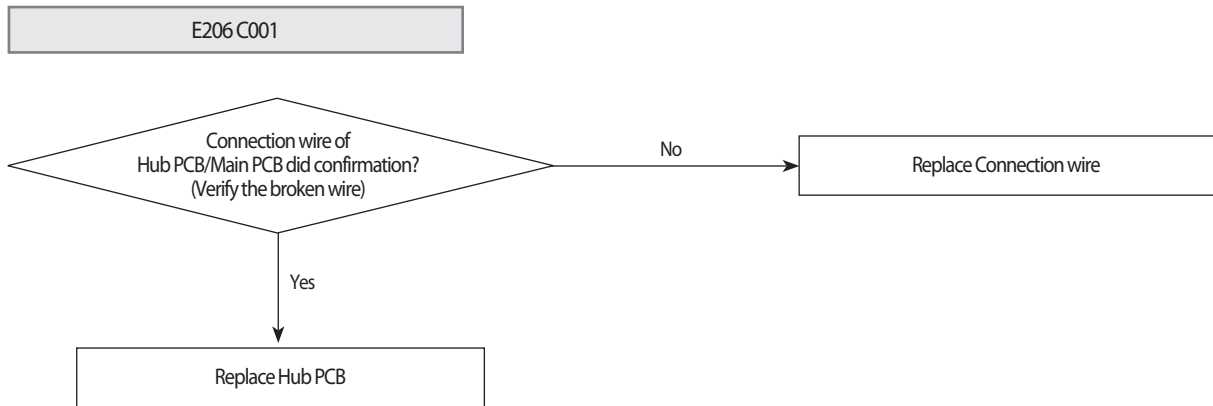 E206 C001
Connection wire of
Hub PCB/Main PCB did confirmation?
(Verify the broken wire)
No
Replace Connection wire
Yes
Replace Hub PCB